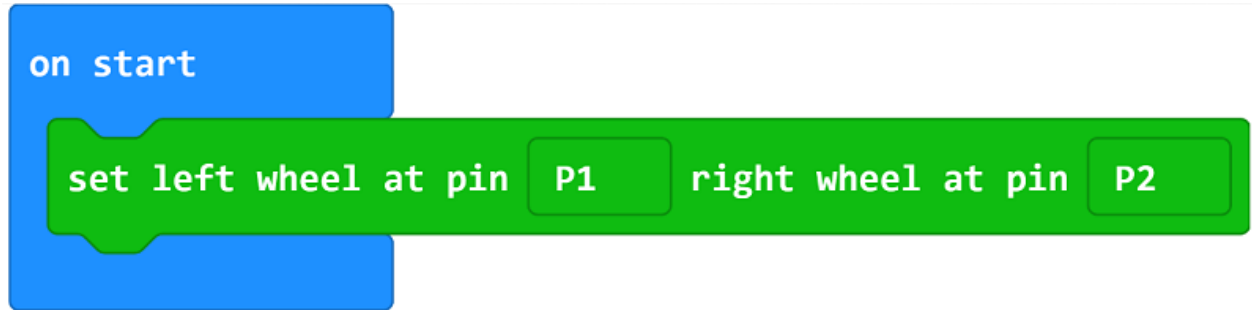 on start
set left wheel at pin P1 right wheel at pin P2